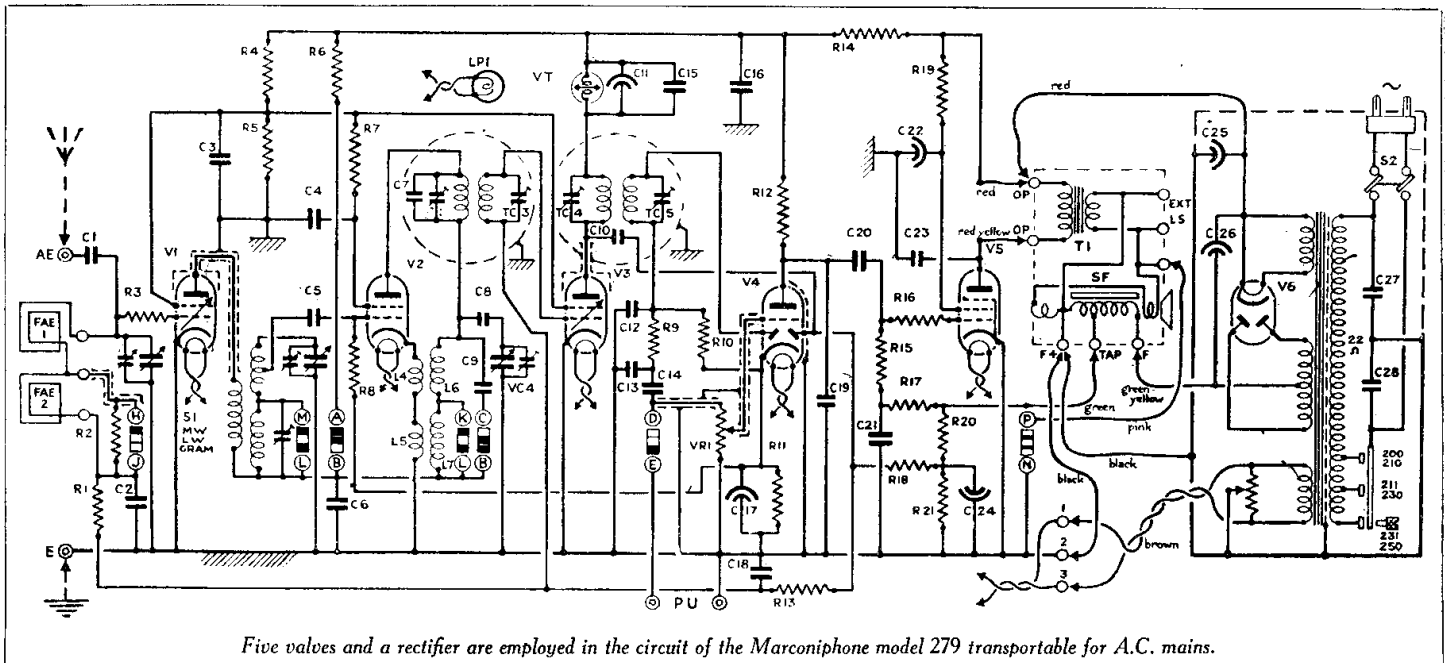 R4
R6
R14
R19
red
LP1
VT
C11
C15
C16
C25
S2
C3
R5
R7
C22
C4
C7
TC3
TC4
TC5
R12
OP
red
EXT
LS
T1
C10
red yellow OP
AE
C1
V1
V2
V3
V4
C20
C23
V5
C26
V6
C27
SF
R3
C5
C8
C12
R9
R10
R16
FAE
1
R15
F+
TAP
F
22
Ω
C28
R8
C9
VC4
C13
C14
C19
R17
green
yellow
FAE
2
L4
L6
green
pink
R2
H
S1
MW
LW
GRAM
M
A
K
C
D
VR1
R11
C21
R20
P
L5
J
L
B
L7
L
B
E
R18
N
black
black
200
210
R1
C2
C6
C17
R21
C24
211
230
1
2
3
brown
231
250
E
C18
R13
PU
Five valves and a rectifier are employed in the circuit of the Marconiphone model 279 transportable for A.C. mains.